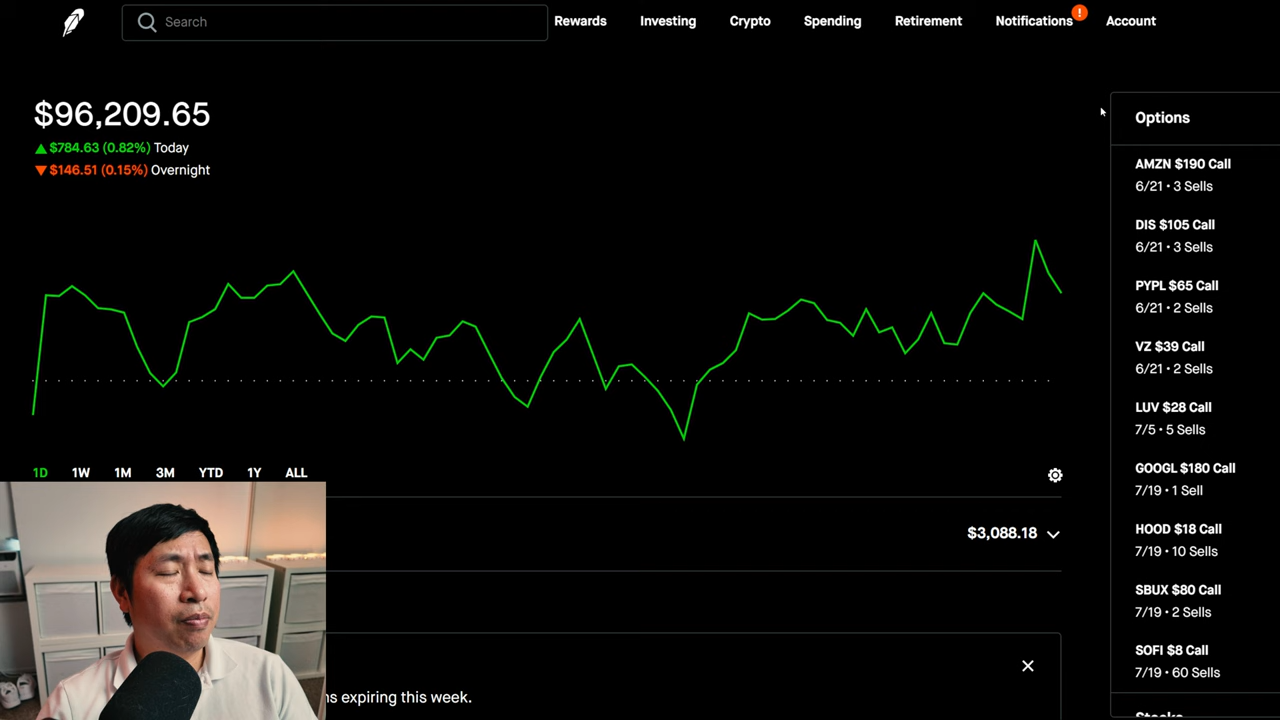 Search
Rewards
Investing
Crypto
Spending
Retirement
Notifications
!
Account
$96,209.65
▲ $784.63 (0.82%) Today
▼ $146.51 (0.15%) Overnight
1D 1W 1M 3M YTD 1Y ALL
$3,088.18
expiring this week.
Options
AMZN $190 Call
6/21 • 3 Sells
DIS $105 Call
6/21 • 3 Sells
PYPL $65 Call
6/21 • 2 Sells
VZ $39 Call
6/21 • 2 Sells
LUV $28 Call
7/5 • 5 Sells
GOOGL $180 Call
7/19 • 1 Sell
HOOD $18 Call
7/19 • 10 Sells
SBUX $80 Call
7/19 • 2 Sells
SOFI $8 Call
7/19 • 60 Sells